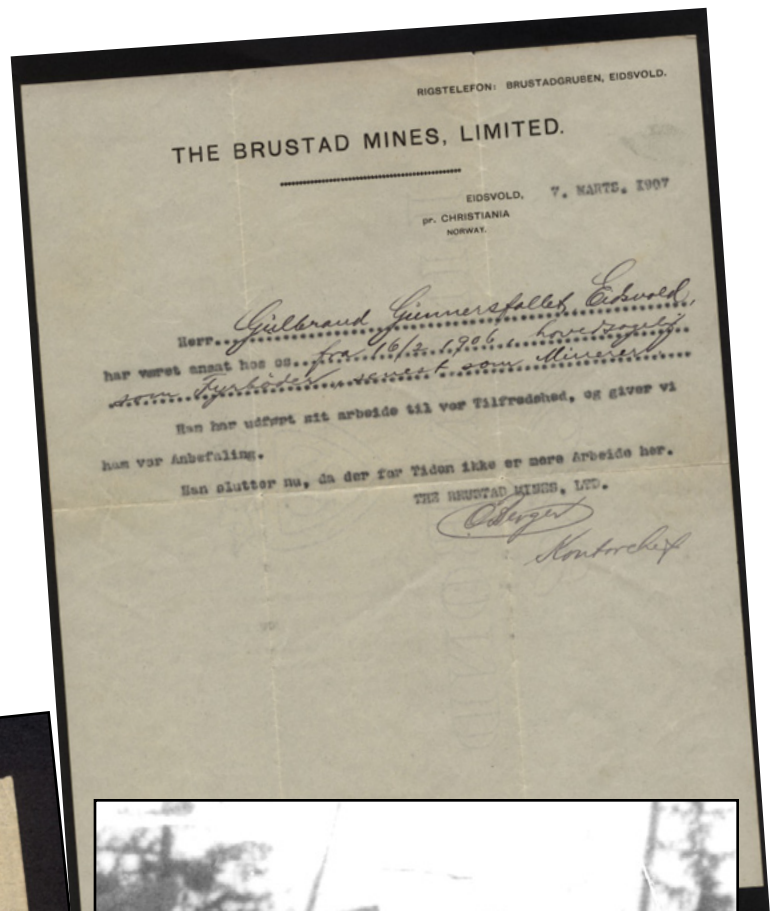 RIGSTELEFON: BRUSTADGRUBEN, EIDSVOLD.
THE BRUSTAD MINES, LIMITED.
EIDSVOLD, 7. MARTS. 1907
pr. CHRISTIANIA
NORWAY.
Herr.. Gulbrand Gunnersfallet, Eidsvold,
har været ansat hos os... fra 16/2 1906, hovedsagelig
som Fyrbøder, senest som Minerer.
Han har udført sit arbeide til vor Tilfredshed, og giver vi
ham vor Anbefaling.
Han slutter nu, da der for Tiden ikke er mere Arbeide her.
THE BRUSTAD MINES, LTD.
Kontorchef